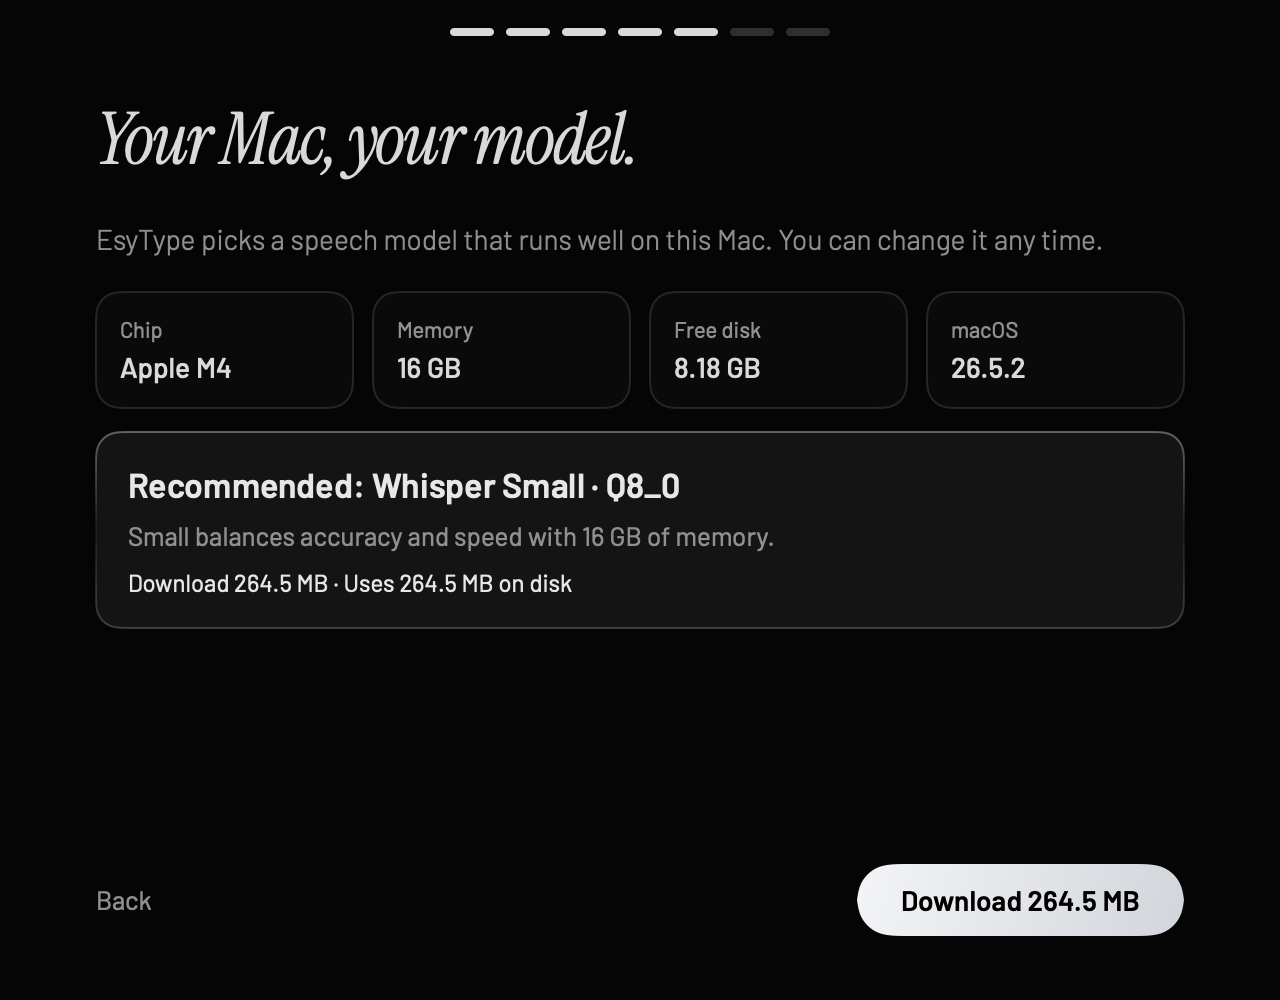 Your Mac, your model.
EsyType picks a speech model that runs well on this Mac. You can change it any time.
Chip
Apple M4
Memory
16 GB
Free disk
8.18 GB
macOS
26.5.2
Recommended: Whisper Small · Q8_0
Small balances accuracy and speed with 16 GB of memory.
Download 264.5 MB · Uses 264.5 MB on disk
Back
Download 264.5 MB